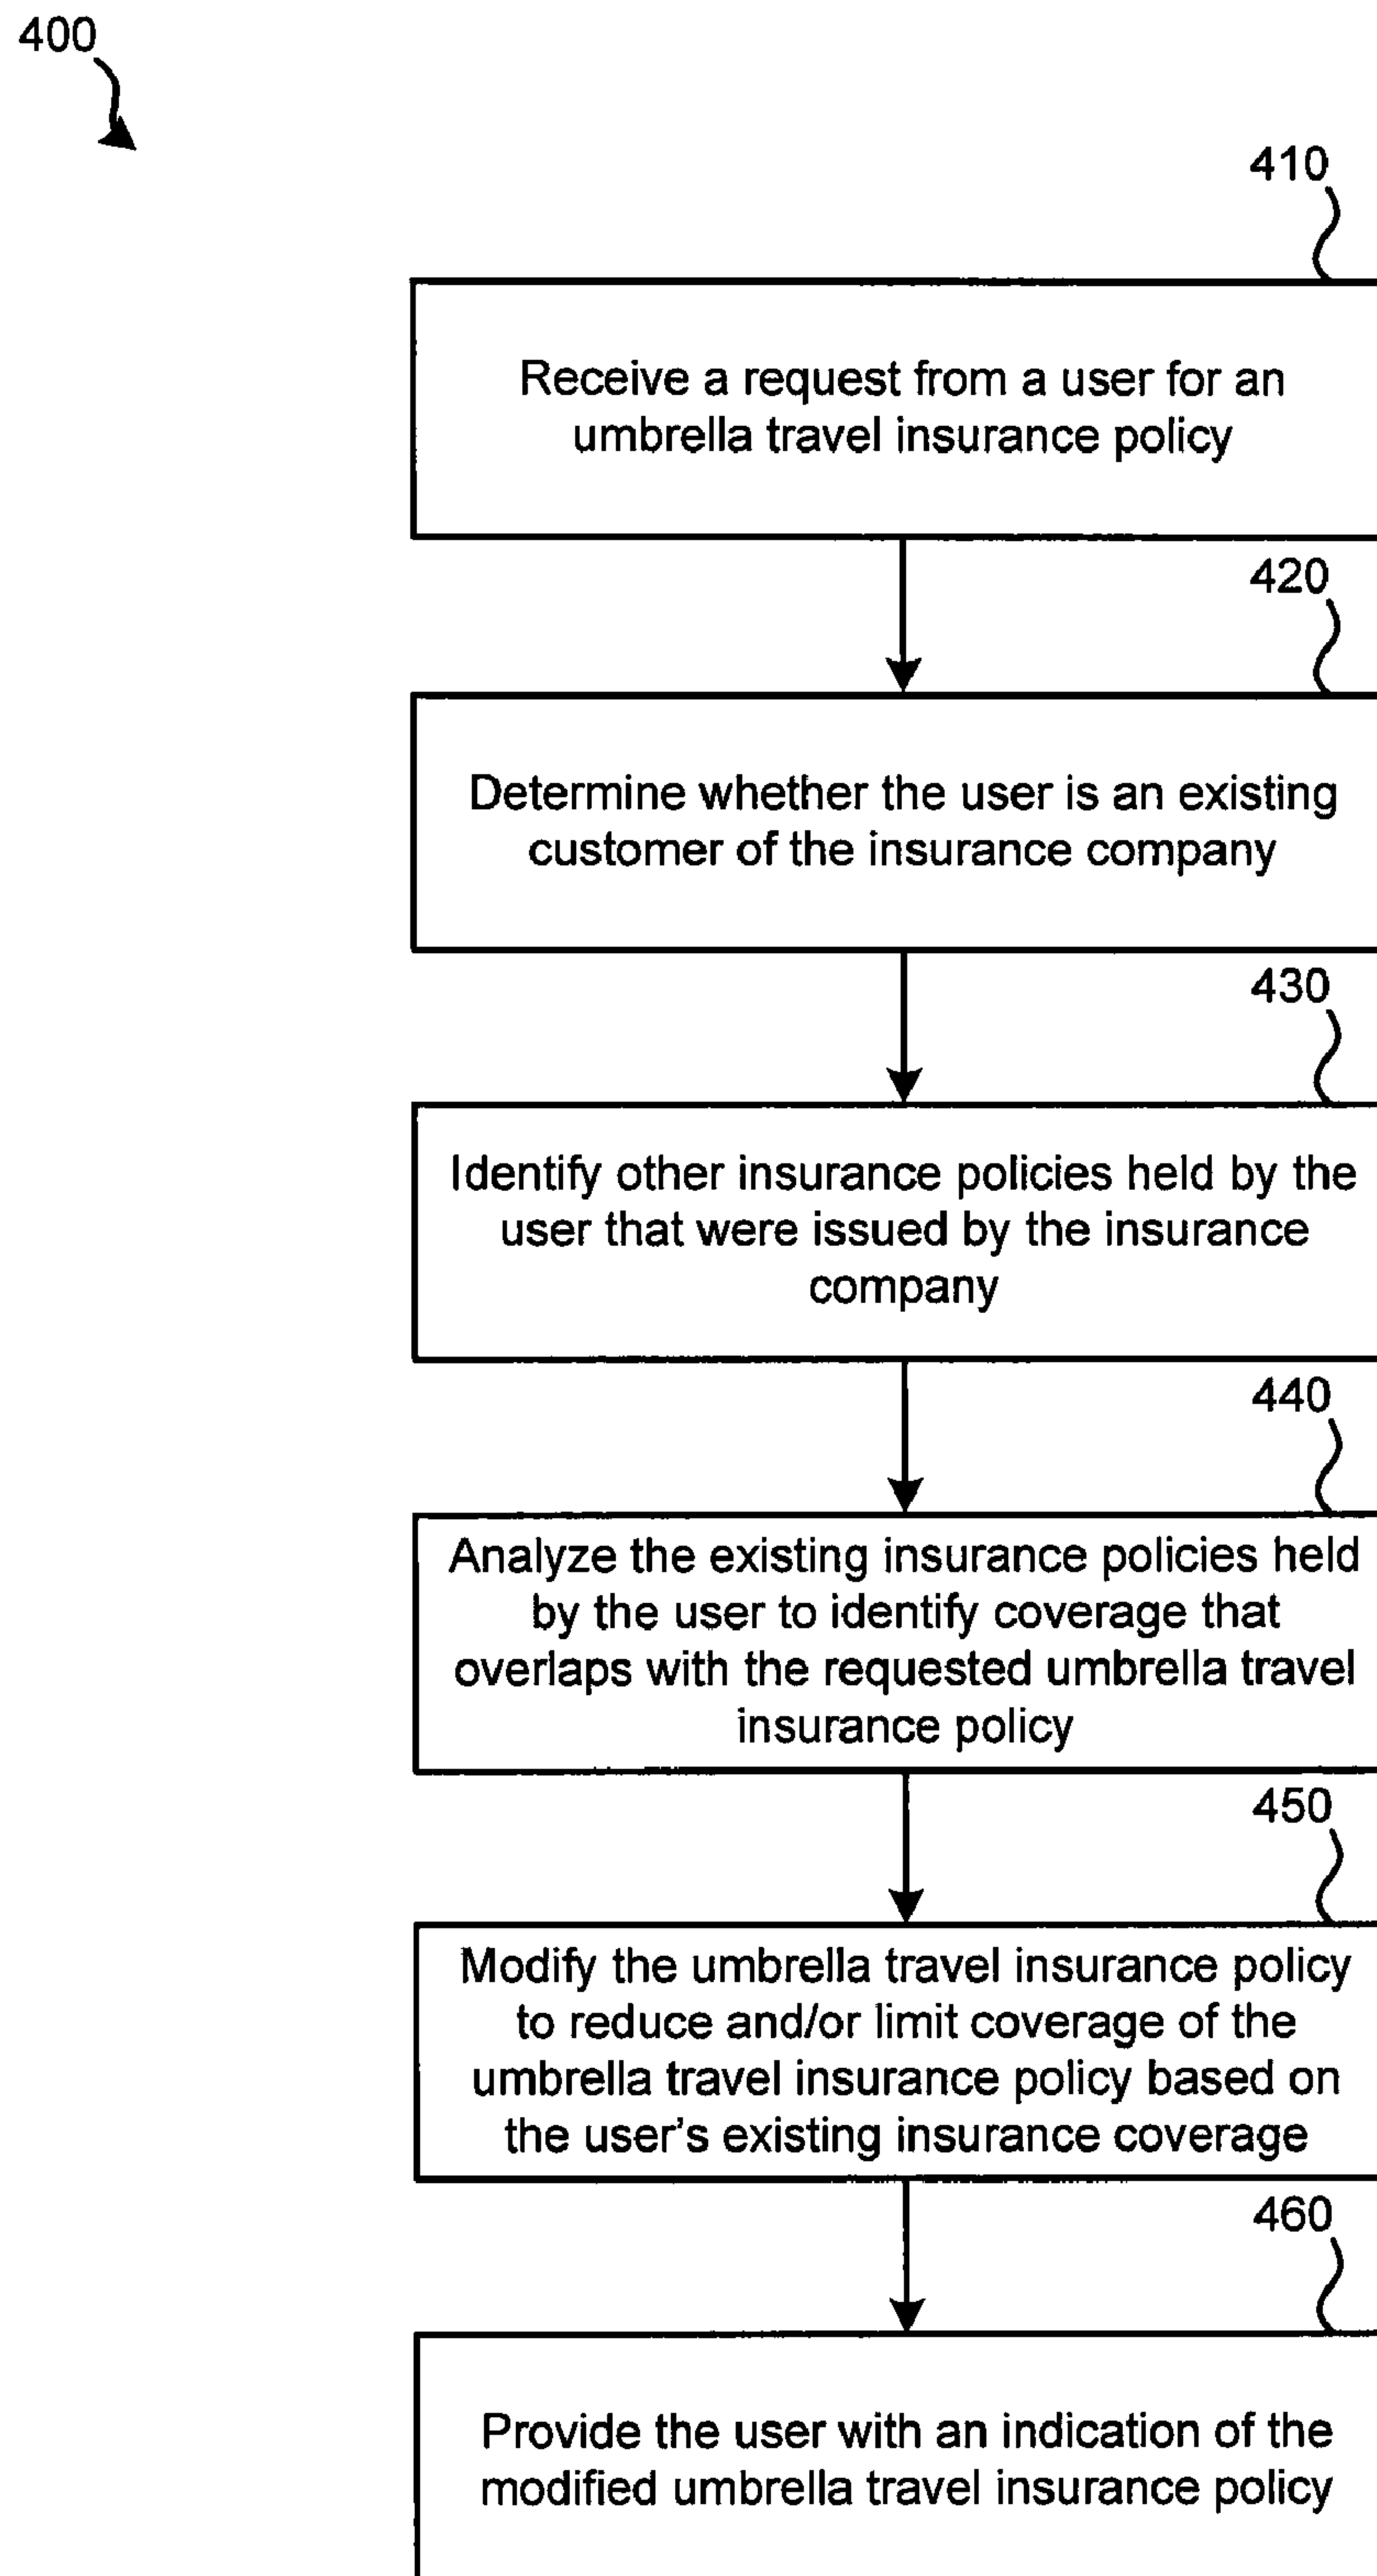 400
410
Receive a request from a user for an
umbrella travel insurance policy
420
Determine whether the user is an existing
customer of the insurance company
430
Identify other insurance policies held by the
user that were issued by the insurance
company
440
Analyze the existing insurance policies held
by the user to identify coverage that
overlaps with the requested umbrella travel
insurance policy
450
Modify the umbrella travel insurance policy
to reduce and/or limit coverage of the
umbrella travel insurance policy based on
the user's existing insurance coverage
460
Provide the user with an indication of the
modified umbrella travel insurance policy